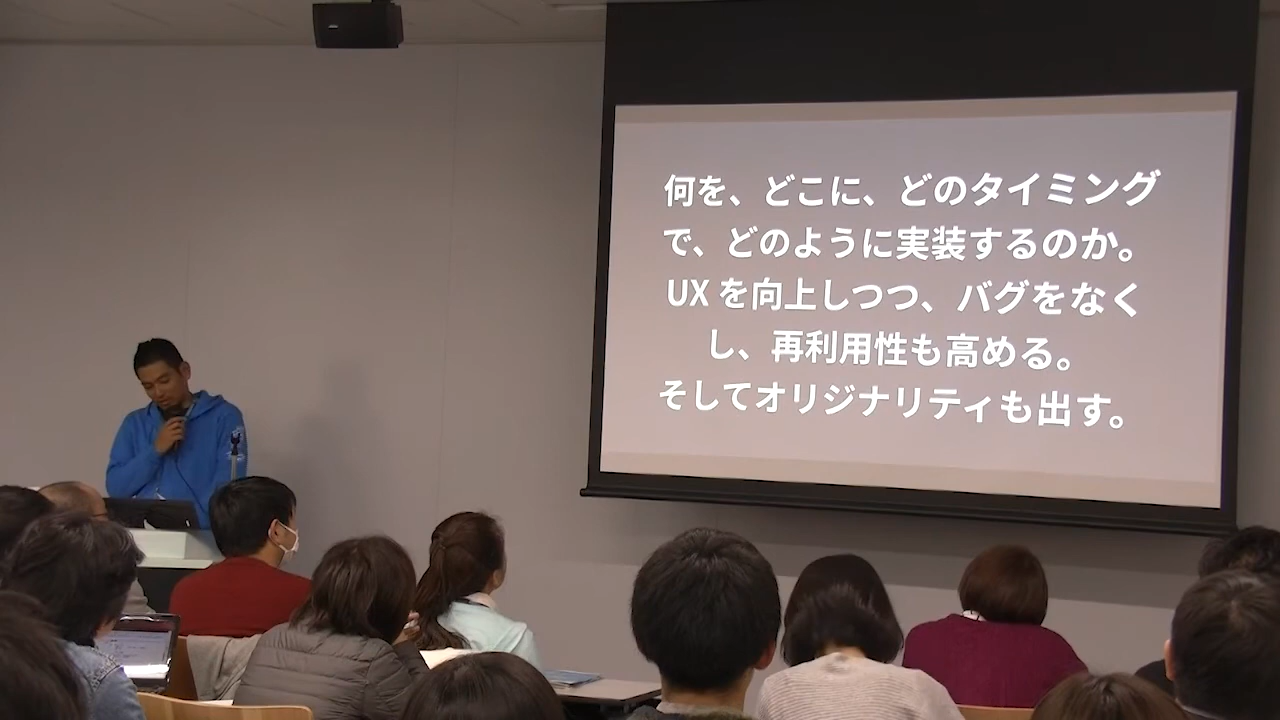 何を、どこに、どのタイミング
で、どのように実装するのか。
UX を向上しつつ、バグをなく
し、再利用性も高める。
そしてオリジナリティも出す。